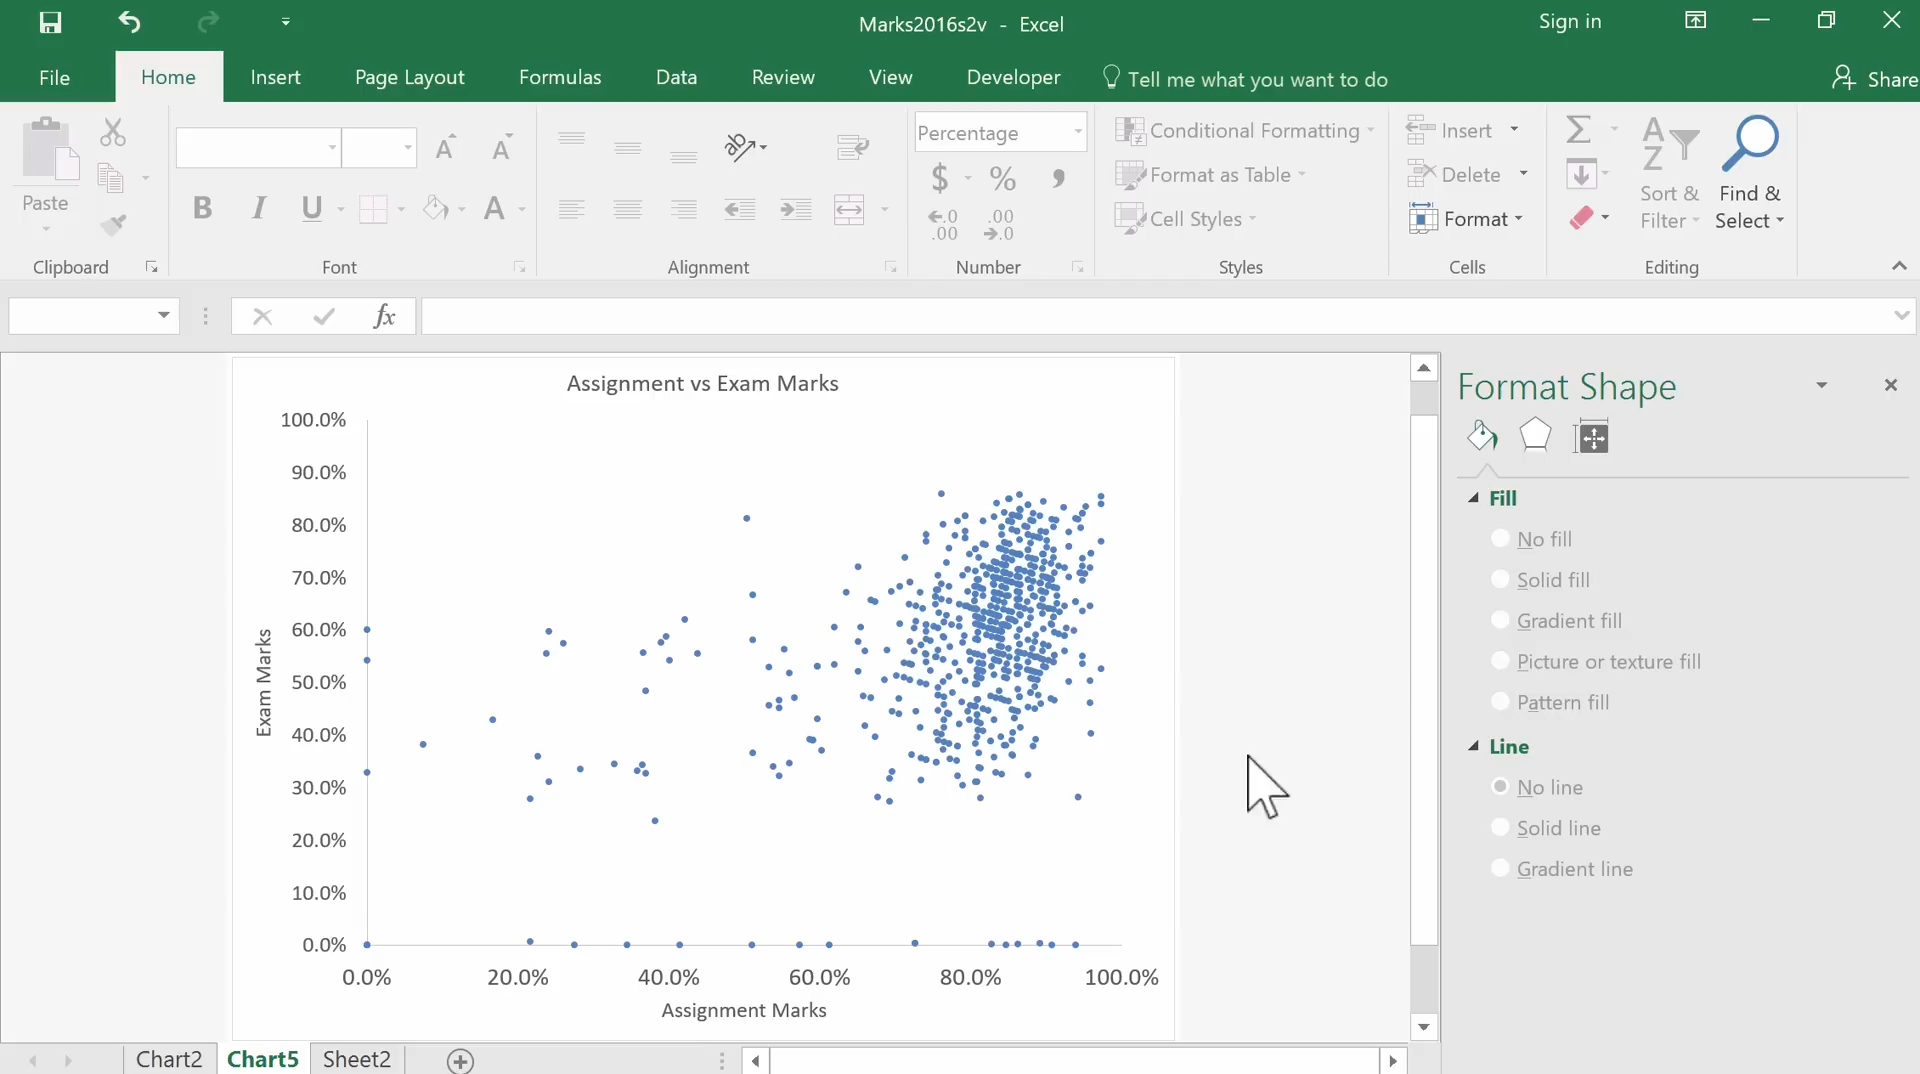 Marks2016s2v - Excel
Sign in
File Home Insert Page Layout Formulas Data Review View Developer Tell me what you want to do Share
Paste
Clipboard
B I U A
A A
Font
ab
Alignment
Percentage
$ % ,
.0 .00
.00 .0
Number
Conditional Formatting
Format as Table
Cell Styles
Styles
Insert
Delete
Format
Cells
Σ
A
Z
Sort &
Filter
Find &
Select
Editing
fx
Assignment vs Exam Marks
100.0%
90.0%
80.0%
70.0%
60.0%
50.0%
40.0%
30.0%
20.0%
10.0%
0.0%
Exam Marks
0.0% 20.0% 40.0% 60.0% 80.0% 100.0%
Assignment Marks
Format Shape
Fill
No fill
Solid fill
Gradient fill
Picture or texture fill
Pattern fill
Line
No line
Solid line
Gradient line
Chart2 Chart5 Sheet2